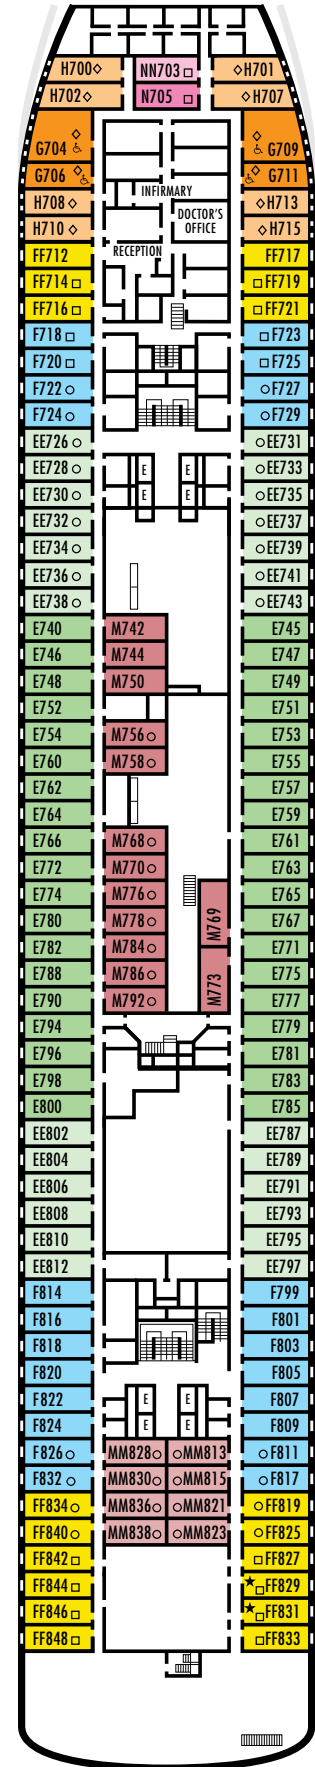 H700 NN703 H701
H702 N705 H707
G704 G709
G706 G711
INFIRMARY
H708 H713
DOCTOR'S
OFFICE
H710 H715
RECEPTION
FF712 FF717
FF714 FF719
FF716 FF721
F718 F723
F720 F725
F722 F727
F724 F729
EE726 EE731
EE728 E E EE733
EE730 E E EE735
EE732 EE737
EE734 EE739
EE736 EE741
EE738 EE743
E740 M742 E745
E746 M744 E747
E748 M750 E749
E752 E751
E754 M756 E753
E760 M758 E755
E762 E757
E764 E759
E766 M768 E761
E772 M770 E763
E774 M776 E765
E780 M778 M769 E767
E782 M784 E771
E788 M786 E775
E790 M792 M773 E777
E794 E779
E796 E781
E798 E783
E800 E785
EE802 EE787
EE804 EE789
EE806 EE791
EE808 EE793
EE810 EE795
EE812 EE797
F814 F799
F816 F801
F818 F803
F820 F805
F822 E E F807
F824 E E F809
F826 MM828 MM813 F811
F832 MM830 MM815 F817
FF834 MM836 MM821 FF819
FF840 MM838 MM823 FF825
FF842 FF827
FF844 FF829
FF846 FF831
FF848 FF833